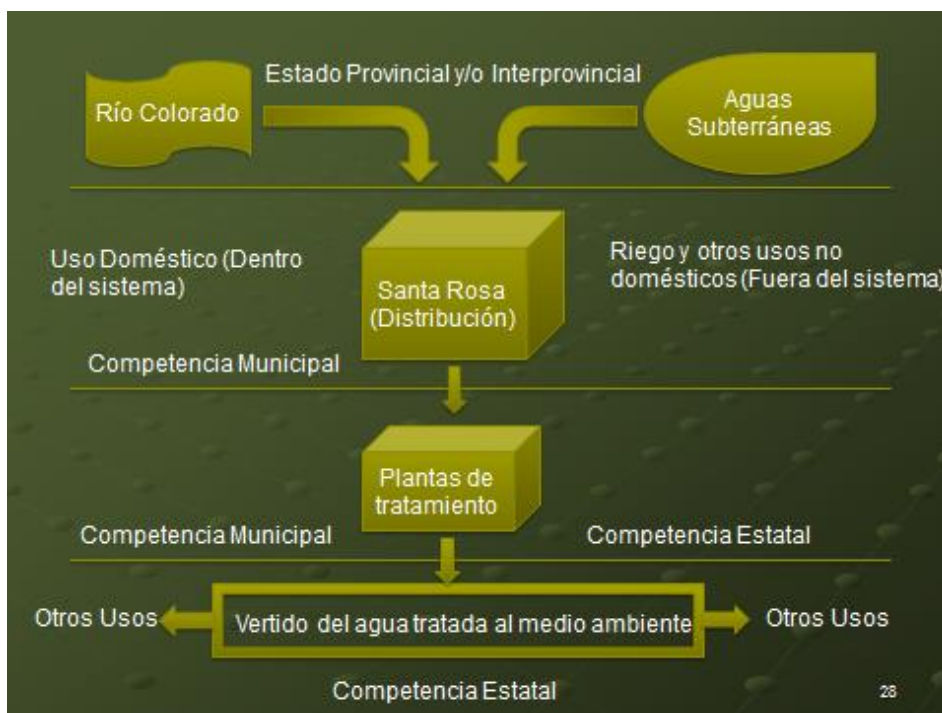 Estado Provincial y/o Interprovincial
Río Colorado
Aguas
Subterráneas
Uso Doméstico (Dentro
del sistema)
Santa Rosa
(Distribución)
Riego y otros usos no
domésticos (Fuera del sistema)
Competencia Municipal
Plantas de
tratamiento
Competencia Municipal
Competencia Estatal
Otros Usos
Vertido del agua tratada al medio ambiente
Otros Usos
Competencia Estatal
28